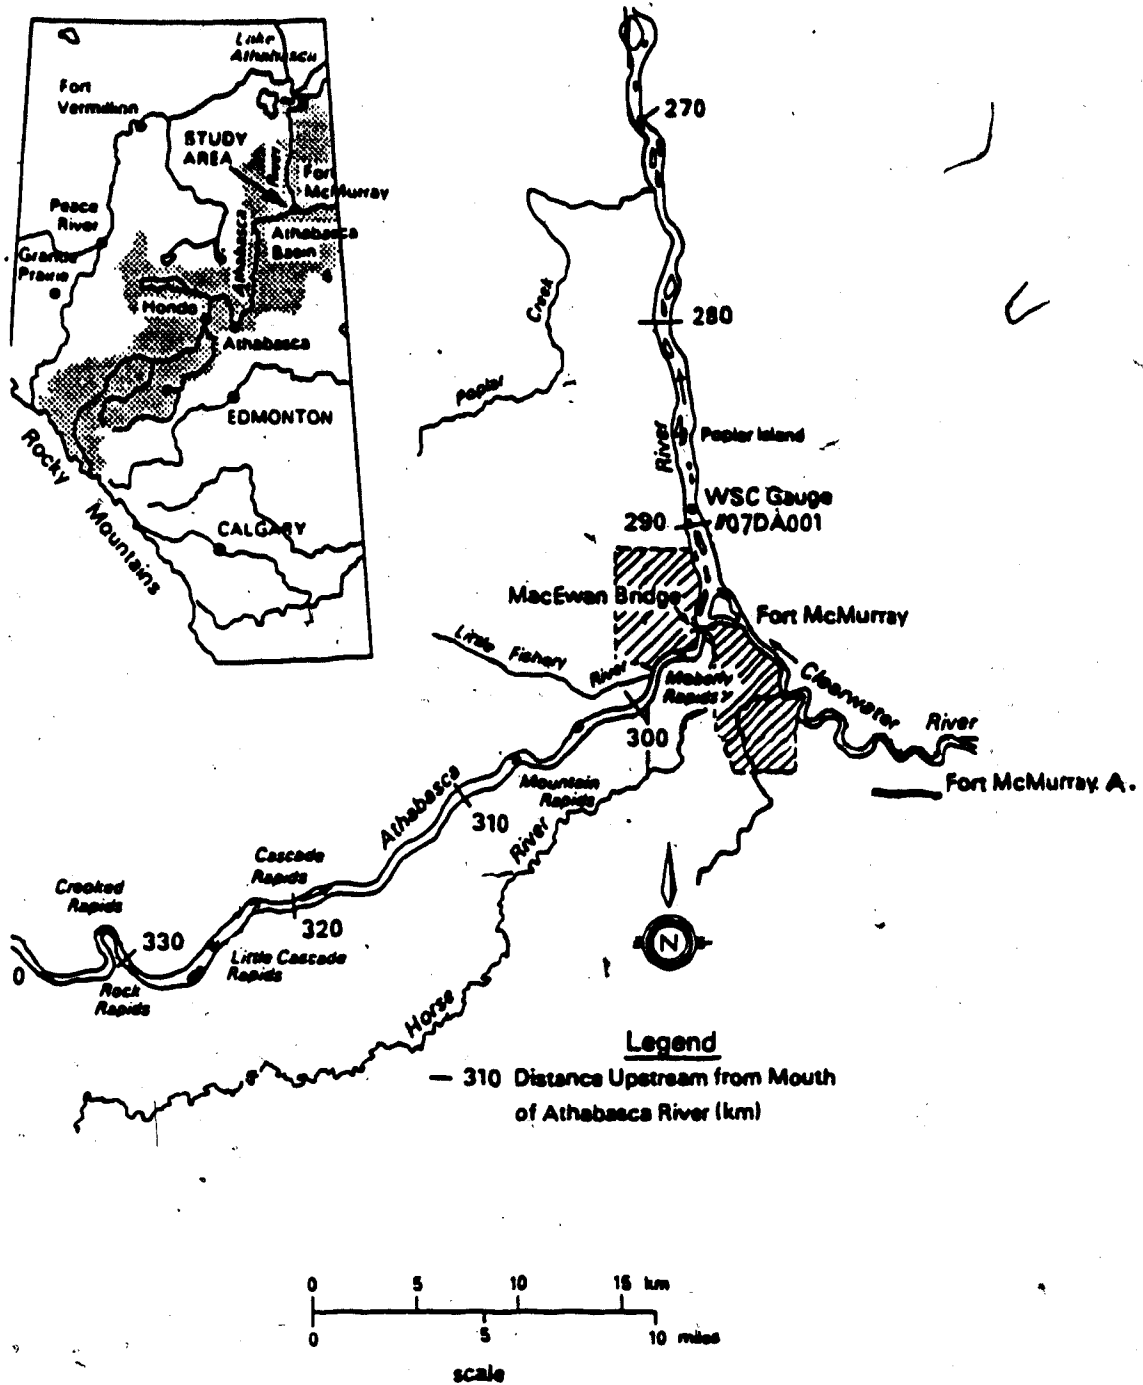 Lake
Athabasca
Fort
Vermilion
STUDY
AREA
River
Fort
McMurray
Peace
River
Athabasca
Athabasca
Basin
Grande
Prairie
Hondo
Athabasca
EDMONTON
Rocky
Mountains
CALGARY
270
Creek
Poplar
280
River
Poplar Island
WSC Gauge
290
#07DA001
MacEwan Bridge
Fort McMurray
Little Fishery
River
Moberly
Rapids
Clearwater
River
300
Fort McMurray. A.
Mountain
Rapids
Athabasca
310
River
Cascade
Rapids
Crooked
Rapids
320
330
Little Cascade
Rapids
0
Rock
Rapids
Horse
N
Legend
— 310 Distance Upstream from Mouth
of Athabasca River (km)
0 5 10 15 km
0 5 10 miles
scale